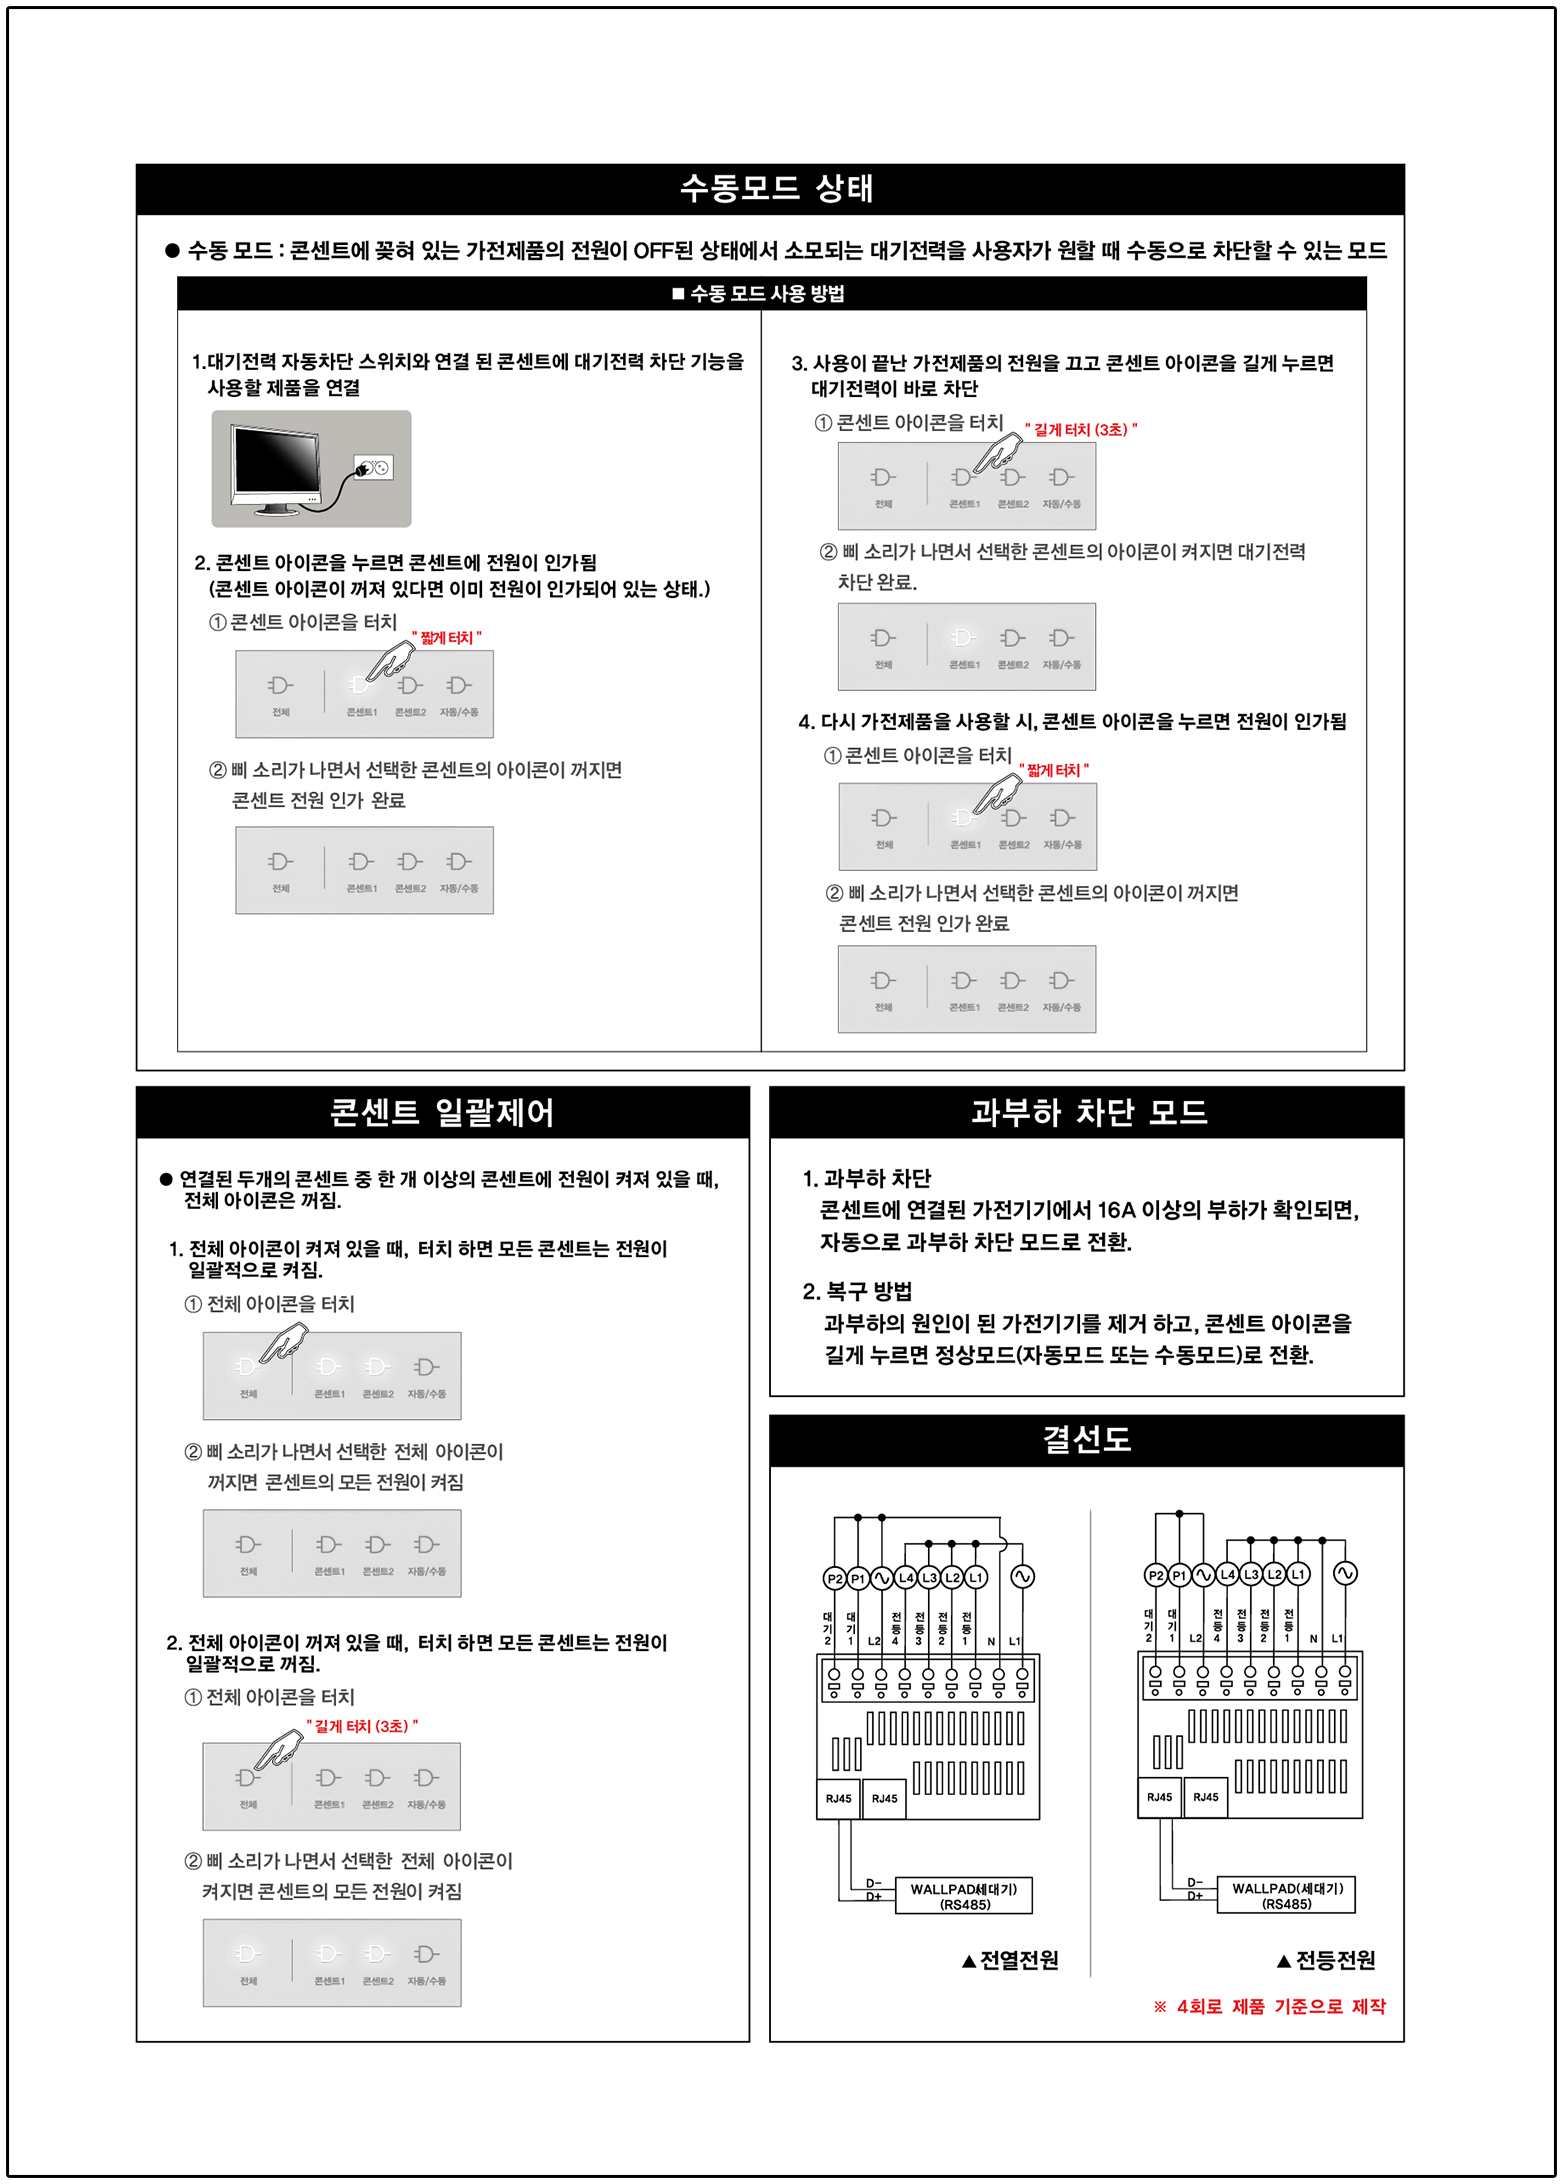 수동모드 상태
● 수동 모드 : 콘센트에 꽂혀 있는 가전제품의 전원이 OFF된 상태에서 소모되는 대기전력을 사용자가 원할 때 수동으로 차단할 수 있는 모드
■ 수동 모드 사용 방법
1.대기전력 자동차단 스위치와 연결 된 콘센트에 대기전력 차단 기능을
사용할 제품을 연결
2. 콘센트 아이콘을 누르면 콘센트에 전원이 인가됨
(콘센트 아이콘이 꺼져 있다면 이미 전원이 인가되어 있는 상태.)
① 콘센트 아이콘을 터치
" 짧게 터치 "
전체 콘센트1 콘센트2 자동/수동
② 삐 소리가 나면서 선택한 콘센트의 아이콘이 꺼지면
콘센트 전원 인가 완료
전체 콘센트1 콘센트2 자동/수동
3. 사용이 끝난 가전제품의 전원을 끄고 콘센트 아이콘을 길게 누르면
대기전력이 바로 차단
① 콘센트 아이콘을 터치
" 길게 터치 (3초) "
전체 콘센트1 콘센트2 자동/수동
② 삐 소리가 나면서 선택한 콘센트의 아이콘이 켜지면 대기전력
차단 완료.
전체 콘센트1 콘센트2 자동/수동
4. 다시 가전제품을 사용할 시, 콘센트 아이콘을 누르면 전원이 인가됨
① 콘센트 아이콘을 터치
" 짧게 터치 "
전체 콘센트1 콘센트2 자동/수동
② 삐 소리가 나면서 선택한 콘센트의 아이콘이 꺼지면
콘센트 전원 인가 완료
전체 콘센트1 콘센트2 자동/수동
콘센트 일괄제어
● 연결된 두개의 콘센트 중 한 개 이상의 콘센트에 전원이 켜져 있을 때,
전체 아이콘은 꺼짐.
1. 전체 아이콘이 켜져 있을 때, 터치 하면 모든 콘센트는 전원이
일괄적으로 켜짐.
① 전체 아이콘을 터치
전체 콘센트1 콘센트2 자동/수동
② 삐 소리가 나면서 선택한 전체 아이콘이
꺼지면 콘센트의 모든 전원이 켜짐
전체 콘센트1 콘센트2 자동/수동
2. 전체 아이콘이 꺼져 있을 때, 터치 하면 모든 콘센트는 전원이
일괄적으로 꺼짐.
① 전체 아이콘을 터치
" 길게 터치 (3초) "
전체 콘센트1 콘센트2 자동/수동
② 삐 소리가 나면서 선택한 전체 아이콘이
켜지면 콘센트의 모든 전원이 켜짐
전체 콘센트1 콘센트2 자동/수동
과부하 차단 모드
1. 과부하 차단
콘센트에 연결된 가전기기에서 16A 이상의 부하가 확인되면,
자동으로 과부하 차단 모드로 전환.
2. 복구 방법
과부하의 원인이 된 가전기기를 제거 하고, 콘센트 아이콘을
길게 누르면 정상모드(자동모드 또는 수동모드)로 전환.
결선도
P2 P1 L4 L3 L2 L1
대기2 대기1 L2 전등4 전등3 전등2 전등1 N L1
RJ45 RJ45
D-
D+
WALLPAD(세대기)
(RS485)
▲ 전열전원
P2 P1 L4 L3 L2 L1
대기2 대기1 L2 전등4 전등3 전등2 전등1 N L1
RJ45 RJ45
D-
D+
WALLPAD(세대기)
(RS485)
▲ 전등전원
※ 4회로 제품 기준으로 제작